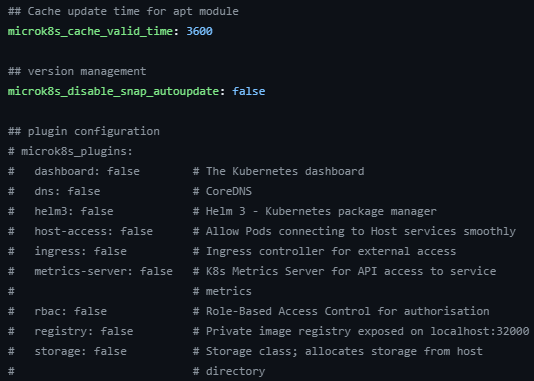 ## Cache update time for apt module
microk8s_cache_valid_time: 3600
## version management
microk8s_disable_snap_autoupdate: false
## plugin configuration
# microk8s_plugins:
#   dashboard: false        # The Kubernetes dashboard
#   dns: false              # CoreDNS
#   helm3: false            # Helm 3 - Kubernetes package manager
#   host-access: false      # Allow Pods connecting to Host services smoothly
#   ingress: false          # Ingress controller for external access
#   metrics-server: false   # K8s Metrics Server for API access to service
#                           # metrics
#   rbac: false             # Role-Based Access Control for authorisation
#   registry: false         # Private image registry exposed on localhost:32000
#   storage: false          # Storage class; allocates storage from host
#                           # directory